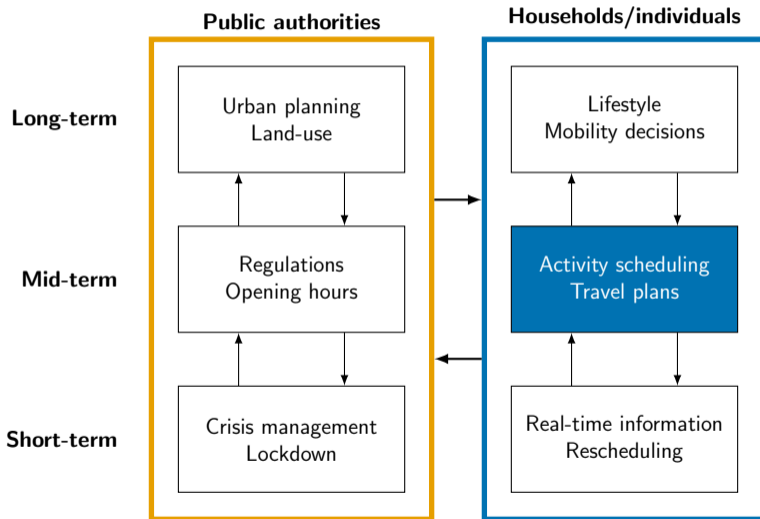 Public authorities
Households/individuals
Long-term
Urban planning
Land-use
Lifestyle
Mobility decisions
Mid-term
Regulations
Opening hours
Activity scheduling
Travel plans
Short-term
Crisis management
Lockdown
Real-time information
Rescheduling